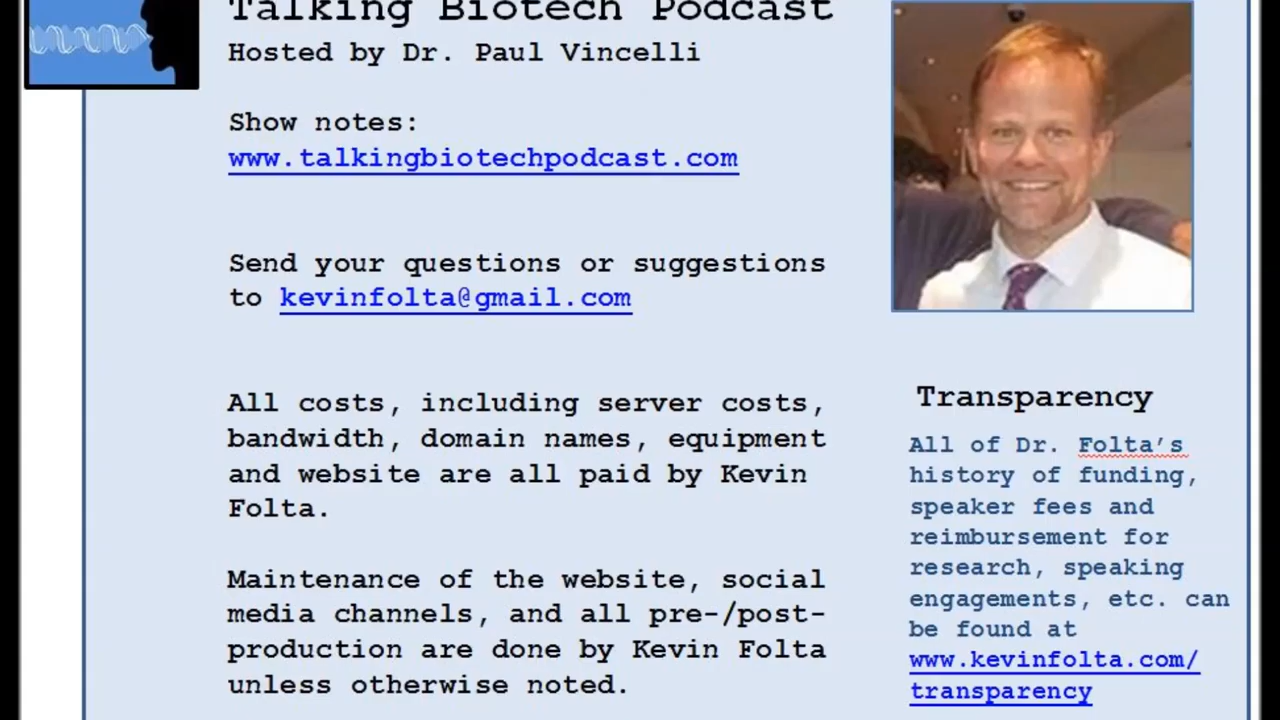 Talking Biotech Podcast
Hosted by Dr. Paul Vincelli
Show notes:
www.talkingbiotechpodcast.com
Send your questions or suggestions
to kevinfolta@gmail.com
All costs, including server costs,
bandwidth, domain names, equipment
and website are all paid by Kevin
Folta.
Maintenance of the website, social
media channels, and all pre-/post-
production are done by Kevin Folta
unless otherwise noted.
Transparency
All of Dr. Folta's
history of funding,
speaker fees and
reimbursement for
research, speaking
engagements, etc. can
be found at
www.kevinfolta.com/
transparency